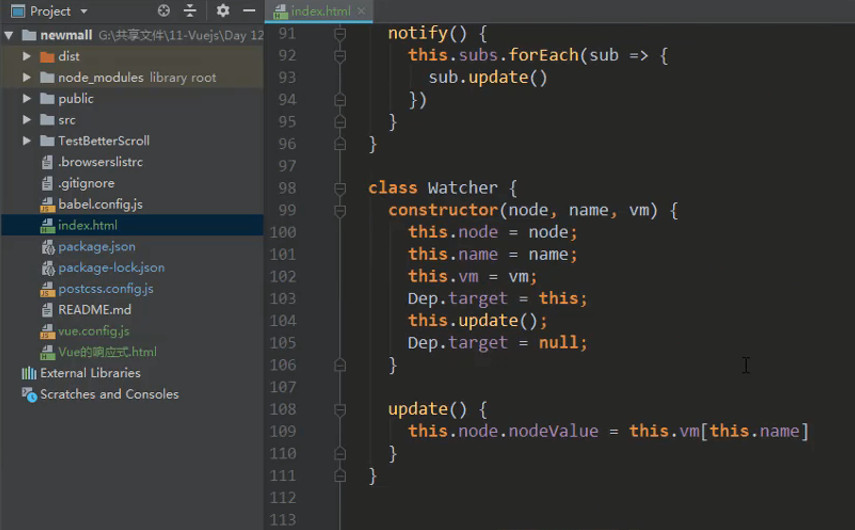 Project
newmall G:\共享文件\11-Vuejs\Day 12
dist
node_modules library root
public
src
TestBetterScroll
.browserslistrc
.gitignore
babel.config.js
index.html
package.json
package-lock.json
postcss.config.js
README.md
vue.config.js
Vue的响应式.html
External Libraries
Scratches and Consoles
index.html
91 notify() {
92 this.subs.forEach(sub => {
93 sub.update()
94 })
95 }
96 }
97
98 class Watcher {
99 constructor(node, name, vm) {
100 this.node = node;
101 this.name = name;
102 this.vm = vm;
103 Dep.target = this;
104 this.update();
105 Dep.target = null;
106 }
107
108 update() {
109 this.node.nodeValue = this.vm[this.name]
110 }
111 }
112
113